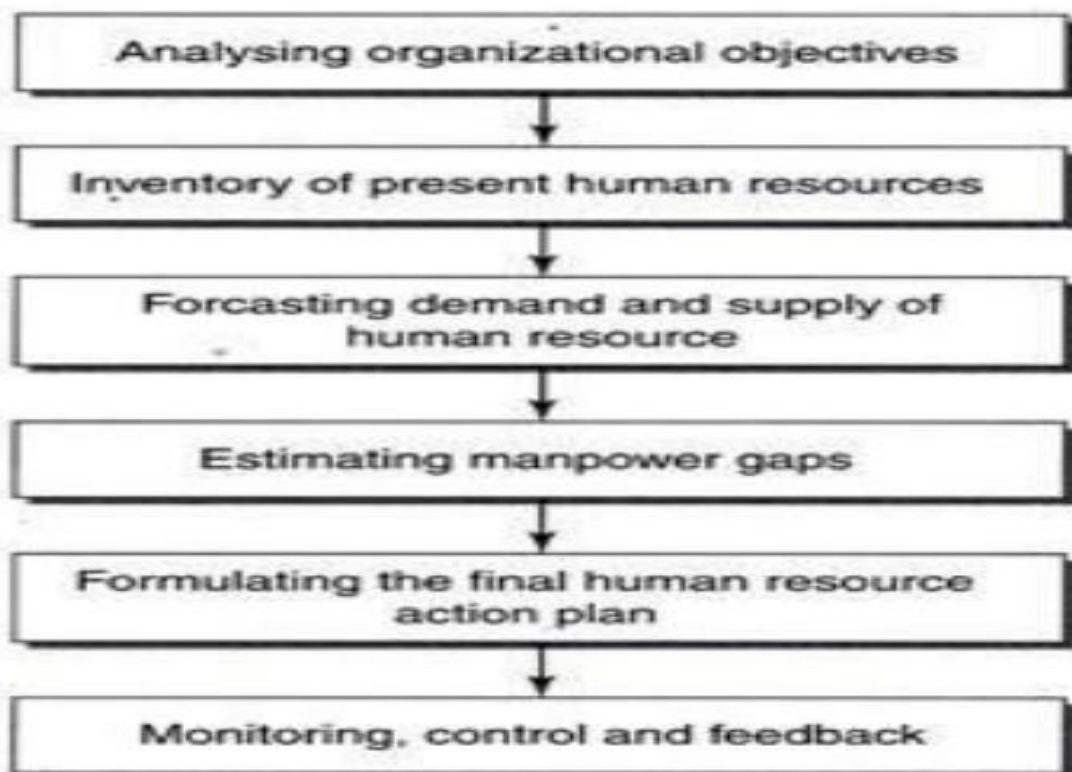 Analysing organizational objectives
Inventory of present human resources
Forcasting demand and supply of
human resource
Estimating manpower gaps
Formulating the final human resource
action plan
Monitoring, control and feedback